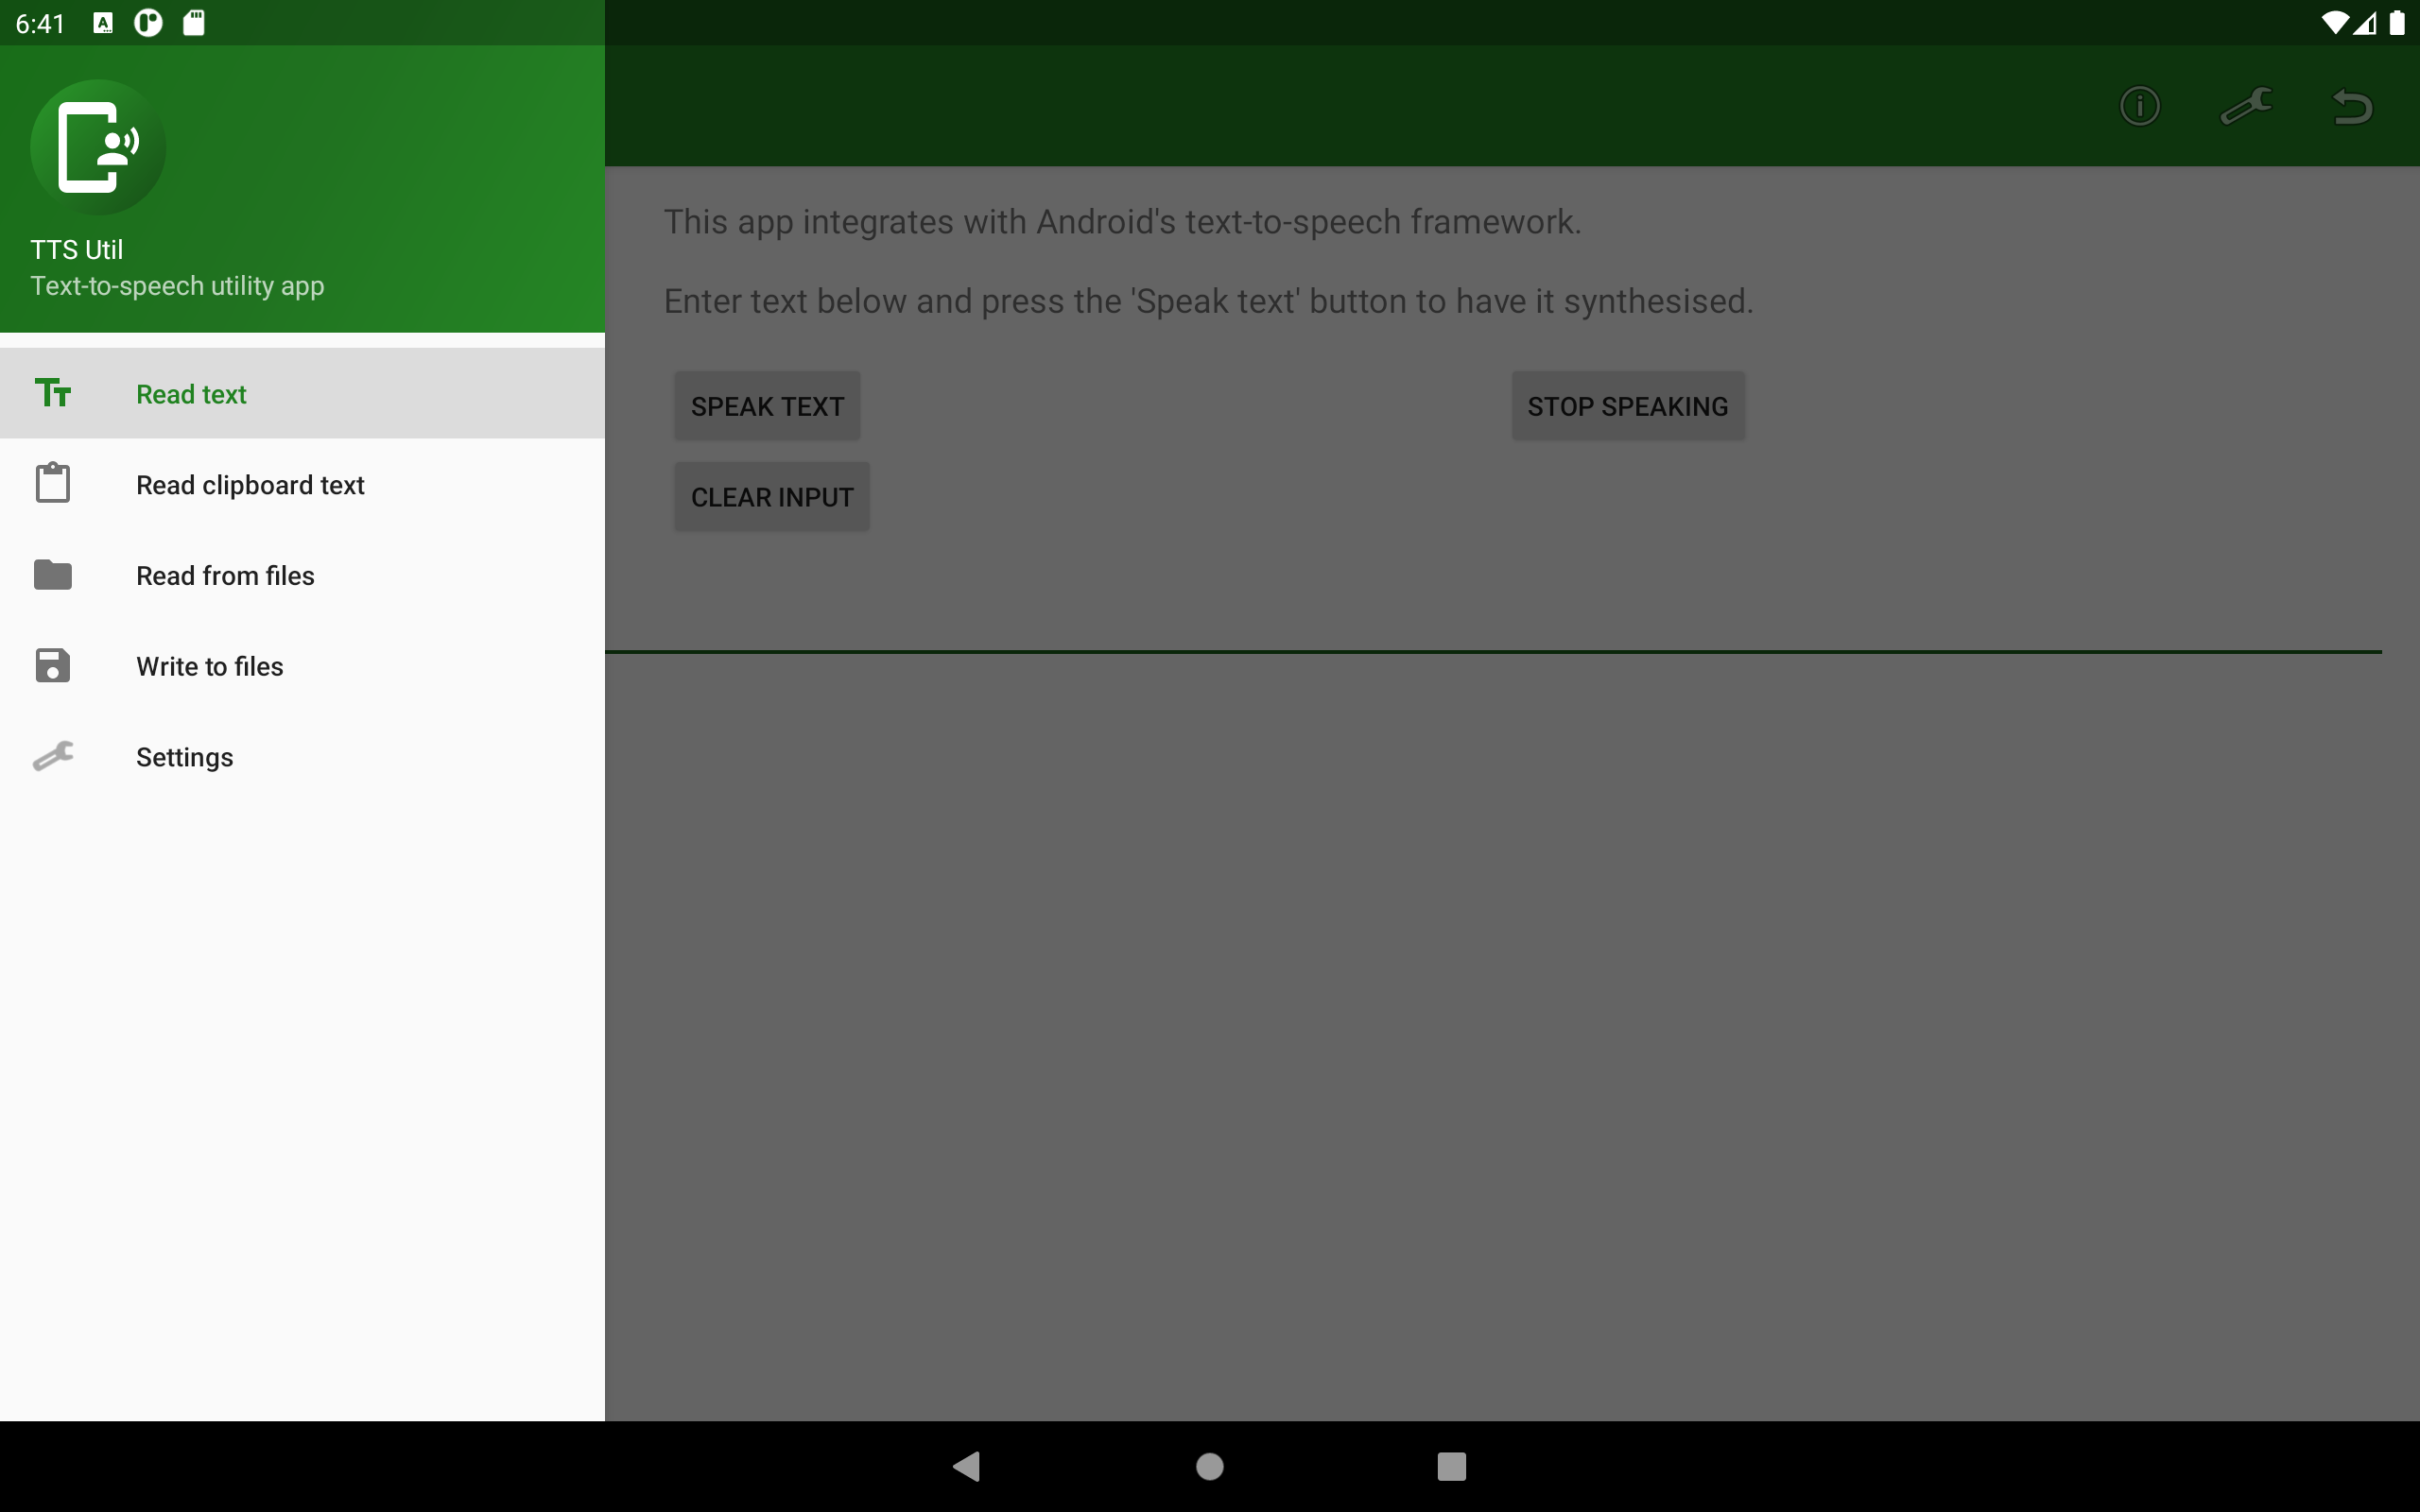 6:41
TTS Util
Text-to-speech utility app
Read text
Read clipboard text
Read from files
Write to files
Settings
This app integrates with Android's text-to-speech framework.
Enter text below and press the 'Speak text' button to have it synthesised.
SPEAK TEXT
STOP SPEAKING
CLEAR INPUT